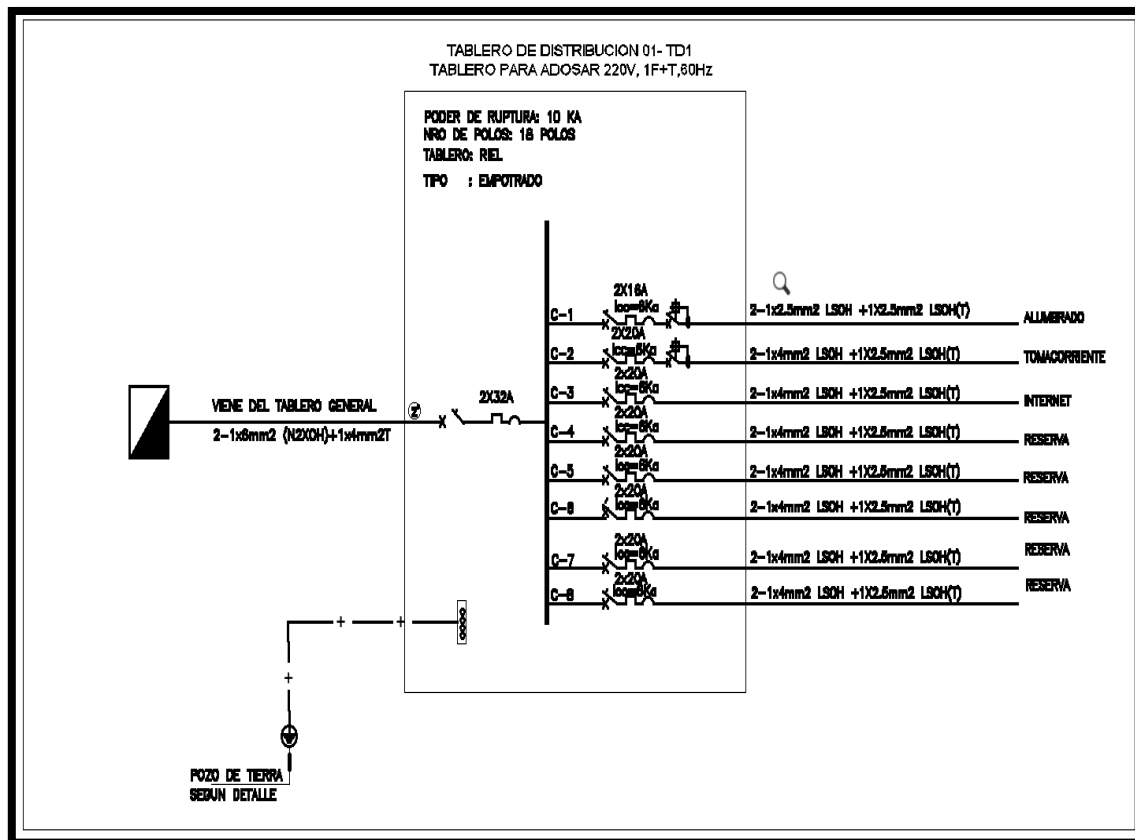 TABLERO DE DISTRIBUCION 01- TD1
TABLERO PARA ADOSAR 220V, 1F+T,60Hz
PODER DE RUPTURA: 10 KA
NRO DE POLOS: 18 POLOS
TABLERO: RIEL
TIPO : EMPOTRADO
2X16A
Icc=6Ka
C-1
2-1x2.5mm2 LSOH +1X2.5mm2 LSOH(T)
ALUMBRADO
2X20A
Icc=6Ka
C-2
2-1x4mm2 LSOH +1X2.5mm2 LSOH(T)
TOMACORRIENTE
2x20A
Icc=6Ka
C-3
2-1x4mm2 LSOH +1X2.5mm2 LSOH(T)
INTERNET
2x20A
Icc=6Ka
C-4
2-1x4mm2 LSOH +1X2.5mm2 LSOH(T)
RESERVA
2x20A
Icc=6Ka
C-5
2-1x4mm2 LSOH +1X2.5mm2 LSOH(T)
RESERVA
2x20A
Icc=6Ka
C-6
2-1x4mm2 LSOH +1X2.5mm2 LSOH(T)
RESERVA
2x20A
Icc=6Ka
C-7
2-1x4mm2 LSOH +1X2.5mm2 LSOH(T)
RESERVA
2x20A
Icc=6Ka
C-8
2-1x4mm2 LSOH +1X2.5mm2 LSOH(T)
RESERVA
VIENE DEL TABLERO GENERAL
2-1x6mm2 (N2XOH)+1x4mm2T
2X32A
POZO DE TIERRA
SEGUN DETALLE